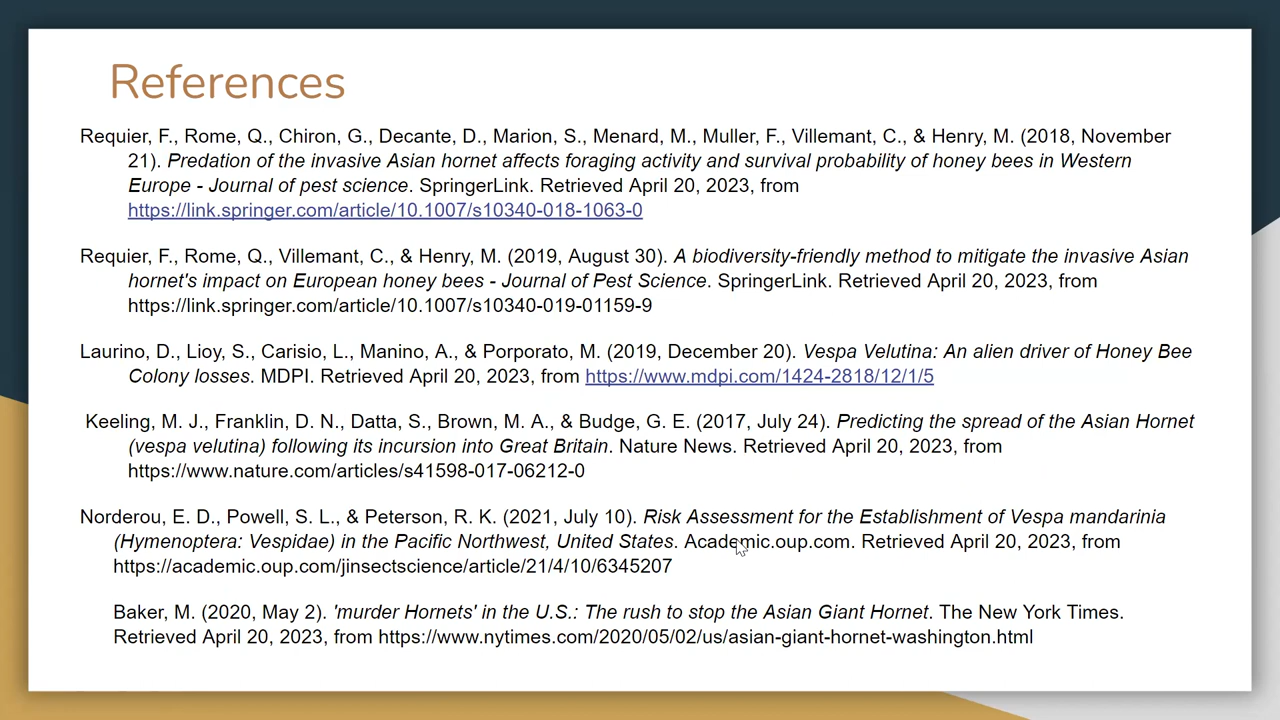 References
Requier, F., Rome, Q., Chiron, G., Decante, D., Marion, S., Menard, M., Muller, F., Villemant, C., & Henry, M. (2018, November
21). Predation of the invasive Asian hornet affects foraging activity and survival probability of honey bees in Western
Europe - Journal of pest science. SpringerLink. Retrieved April 20, 2023, from
https://link.springer.com/article/10.1007/s10340-018-1063-0
Requier, F., Rome, Q., Villemant, C., & Henry, M. (2019, August 30). A biodiversity-friendly method to mitigate the invasive Asian
hornet's impact on European honey bees - Journal of Pest Science. SpringerLink. Retrieved April 20, 2023, from
https://link.springer.com/article/10.1007/s10340-019-01159-9
Laurino, D., Lioy, S., Carisio, L., Manino, A., & Porporato, M. (2019, December 20). Vespa Velutina: An alien driver of Honey Bee
Colony losses. MDPI. Retrieved April 20, 2023, from https://www.mdpi.com/1424-2818/12/1/5
Keeling, M. J., Franklin, D. N., Datta, S., Brown, M. A., & Budge, G. E. (2017, July 24). Predicting the spread of the Asian Hornet
(vespa velutina) following its incursion into Great Britain. Nature News. Retrieved April 20, 2023, from
https://www.nature.com/articles/s41598-017-06212-0
Norderou, E. D., Powell, S. L., & Peterson, R. K. (2021, July 10). Risk Assessment for the Establishment of Vespa mandarinia
(Hymenoptera: Vespidae) in the Pacific Northwest, United States. Academic.oup.com. Retrieved April 20, 2023, from
https://academic.oup.com/jinsectscience/article/21/4/10/6345207
Baker, M. (2020, May 2). 'murder Hornets' in the U.S.: The rush to stop the Asian Giant Hornet. The New York Times.
Retrieved April 20, 2023, from https://www.nytimes.com/2020/05/02/us/asian-giant-hornet-washington.html